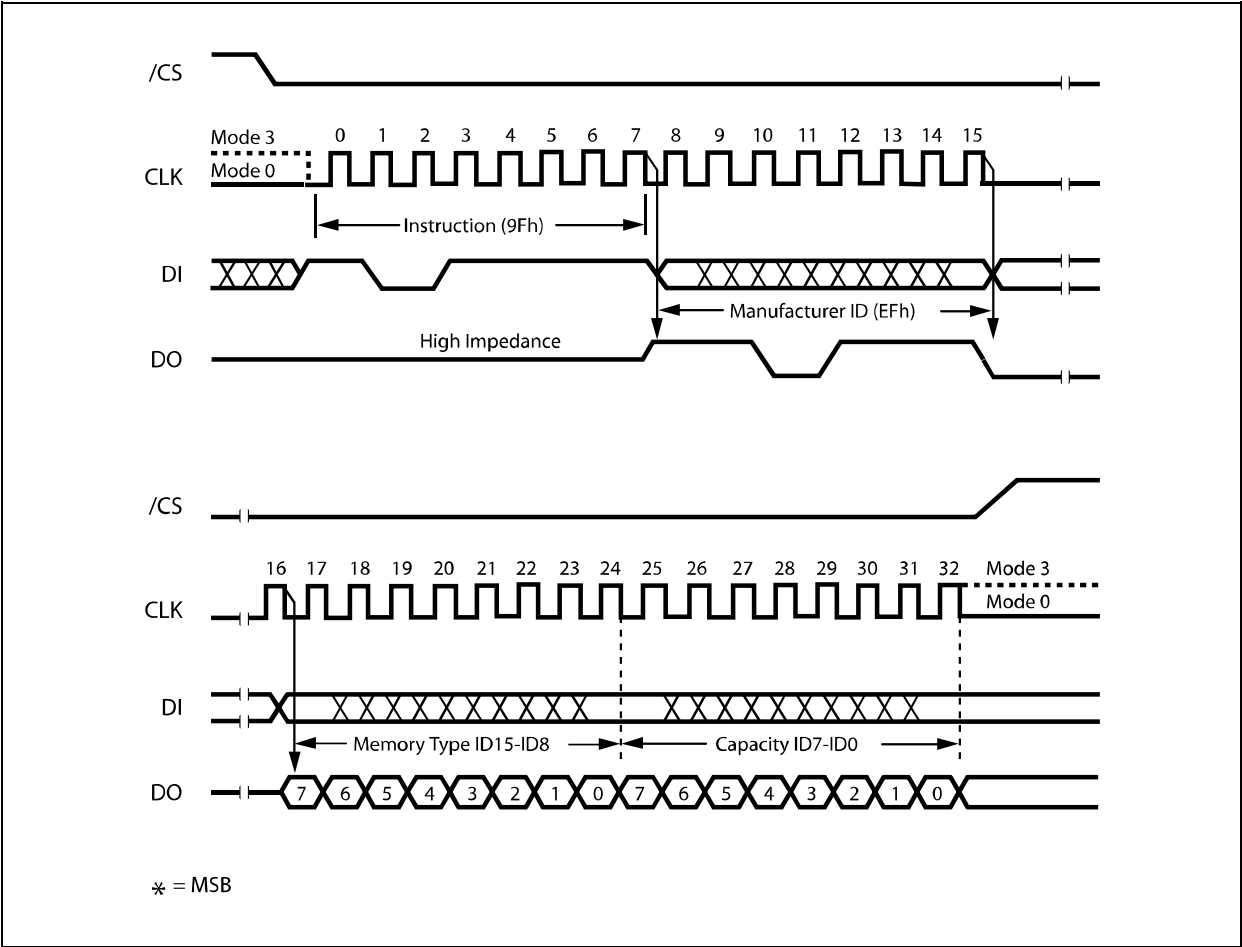 /CS
Mode 3
0 1 2 3 4 5 6 7 8 9 10 11 12 13 14 15
Mode 0
CLK
Instruction (9Fh)
DI
Manufacturer ID (EFh)
High Impedance
DO
/CS
16 17 18 19 20 21 22 23 24 25 26 27 28 29 30 31 32
Mode 3
Mode 0
CLK
DI
Memory Type ID15-ID8
Capacity ID7-ID0
DO
7 6 5 4 3 2 1 0 7 6 5 4 3 2 1 0
* = MSB